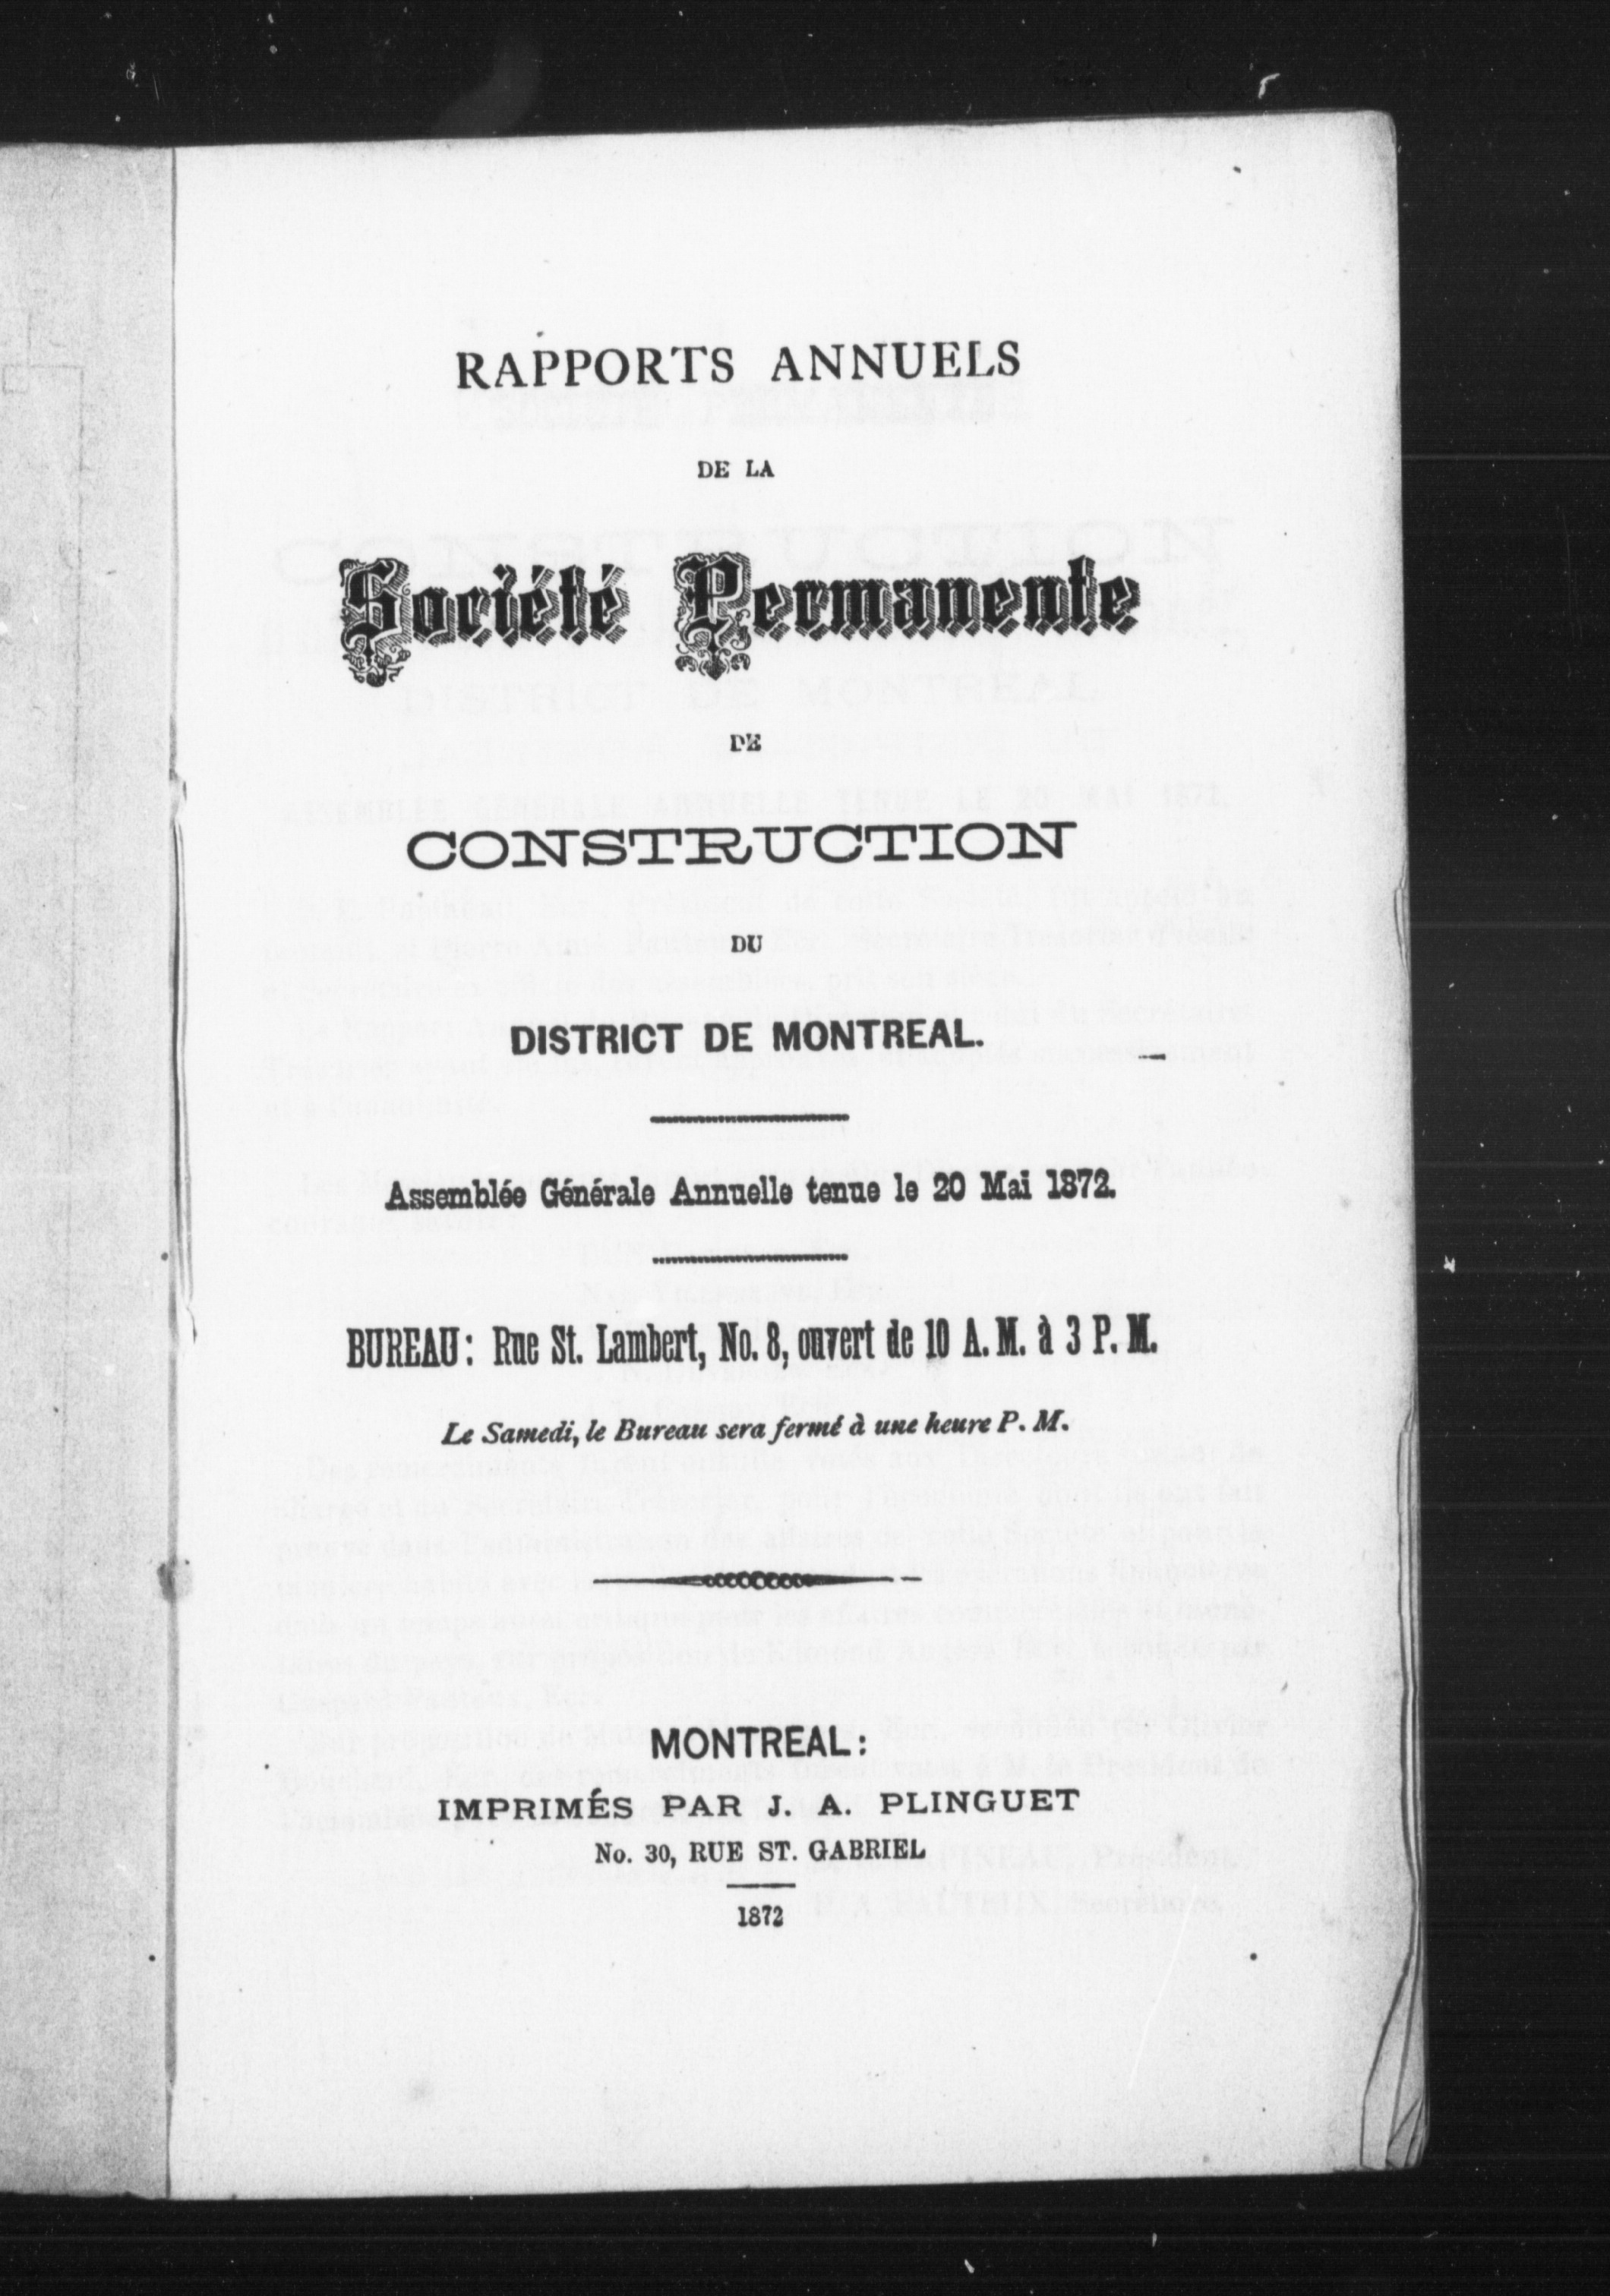 RAPPORTS ANNUELS
DE LA
Société Permanente
DE
CONSTRUCTION
DU
DISTRICT DE MONTREAL.
Assemblée Générale Annuelle tenue le 20 Mai 1872.
BUREAU: Rue St. Lambert, No. 8, ouvert de 10 A. M. à 3 P. M.
Le Samedi, le Bureau sera fermé à une heure P. M.
MONTREAL:
IMPRIMÉS PAR J. A. PLINGUET
No. 30, RUE ST. GABRIEL
1872